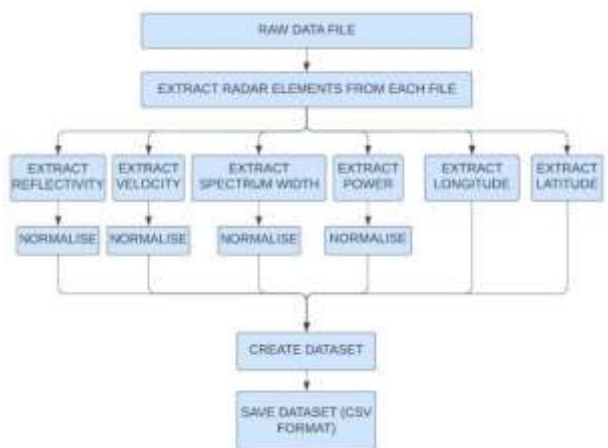 RAW DATA FILE
EXTRACT RADAR ELEMENTS FROM EACH FILE
EXTRACT
REFLECTIVITY
EXTRACT
VELOCITY
EXTRACT
SPECTRUM WIDTH
EXTRACT
POWER
EXTRACT
LONGITUDE
EXTRACT
LATITUDE
NORMALISE
NORMALISE
NORMALISE
NORMALISE
CREATE DATASET
SAVE DATASET (CSV
FORMAT)